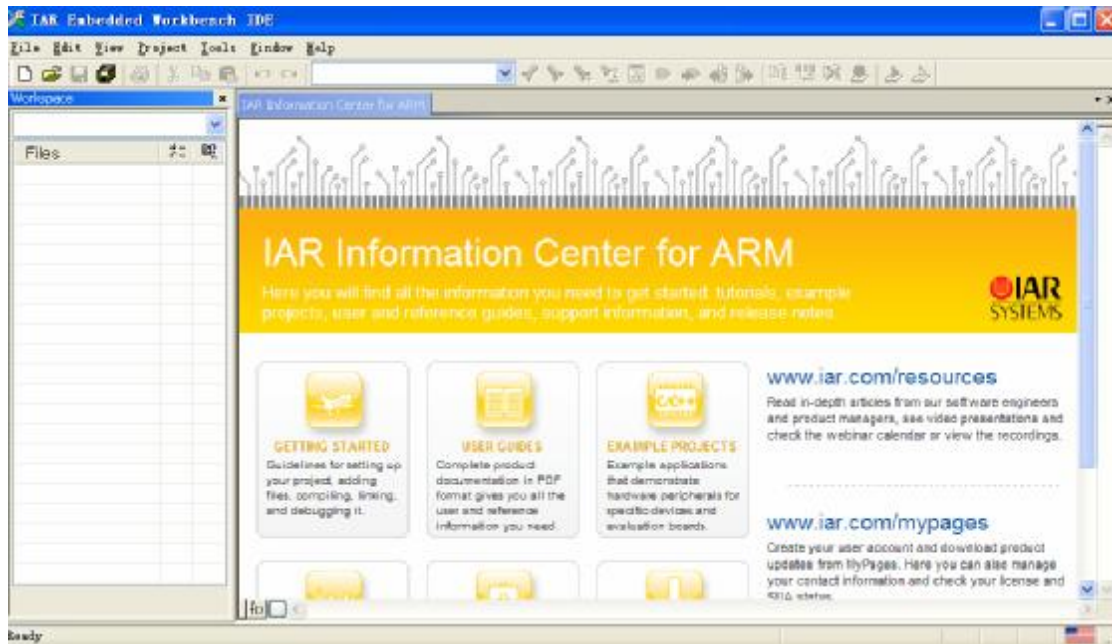 IAR Embedded Workbench IDE
File Edit View Project Tools Window Help
Workspace
IAR Information Center for ARM
Files
IAR Information Center for ARM
Here you will find all the information you need to get started: tutorials, example
projects, user and reference guides, support information, and release notes.
IAR
SYSTEMS
GETTING STARTED
Guidelines for setting up
your project, adding
files, compiling, linking,
and debugging it.
USER GUIDES
Complete product
documentation in PDF
format gives you all the
user and reference
information you need.
EXAMPLE PROJECTS
Example applications
that demonstrate
hardware peripherals for
specific devices and
evaluation boards.
www.iar.com/resources
Read in-depth articles from our software engineers
and product managers, see video presentations and
check the webinar calendar or view the recordings.
www.iar.com/mypages
Create your user account and download product
updates from MyPages. Here you can also manage
your contact information and check your license and
SUA status.
Ready